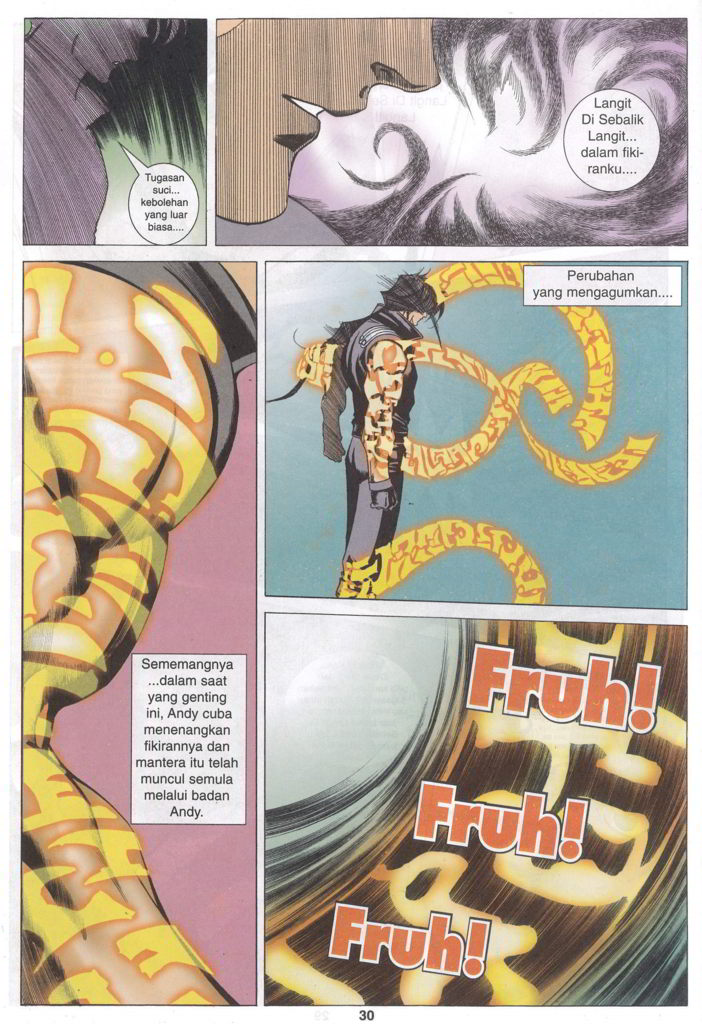 Tugasan
suci...
kebolehan
yang luar
biasa....
Langit
Di Sebalik
Langit...
dalam fiki-
ranku....
Perubahan
yang mengagumkan....
Sememangnya
...dalam saat
yang genting
ini, Andy cuba
menenangkan
fikirannya dan
mantera itu telah
muncul semula
melalui badan
Andy.
Fruh!
Fruh!
Fruh!
30